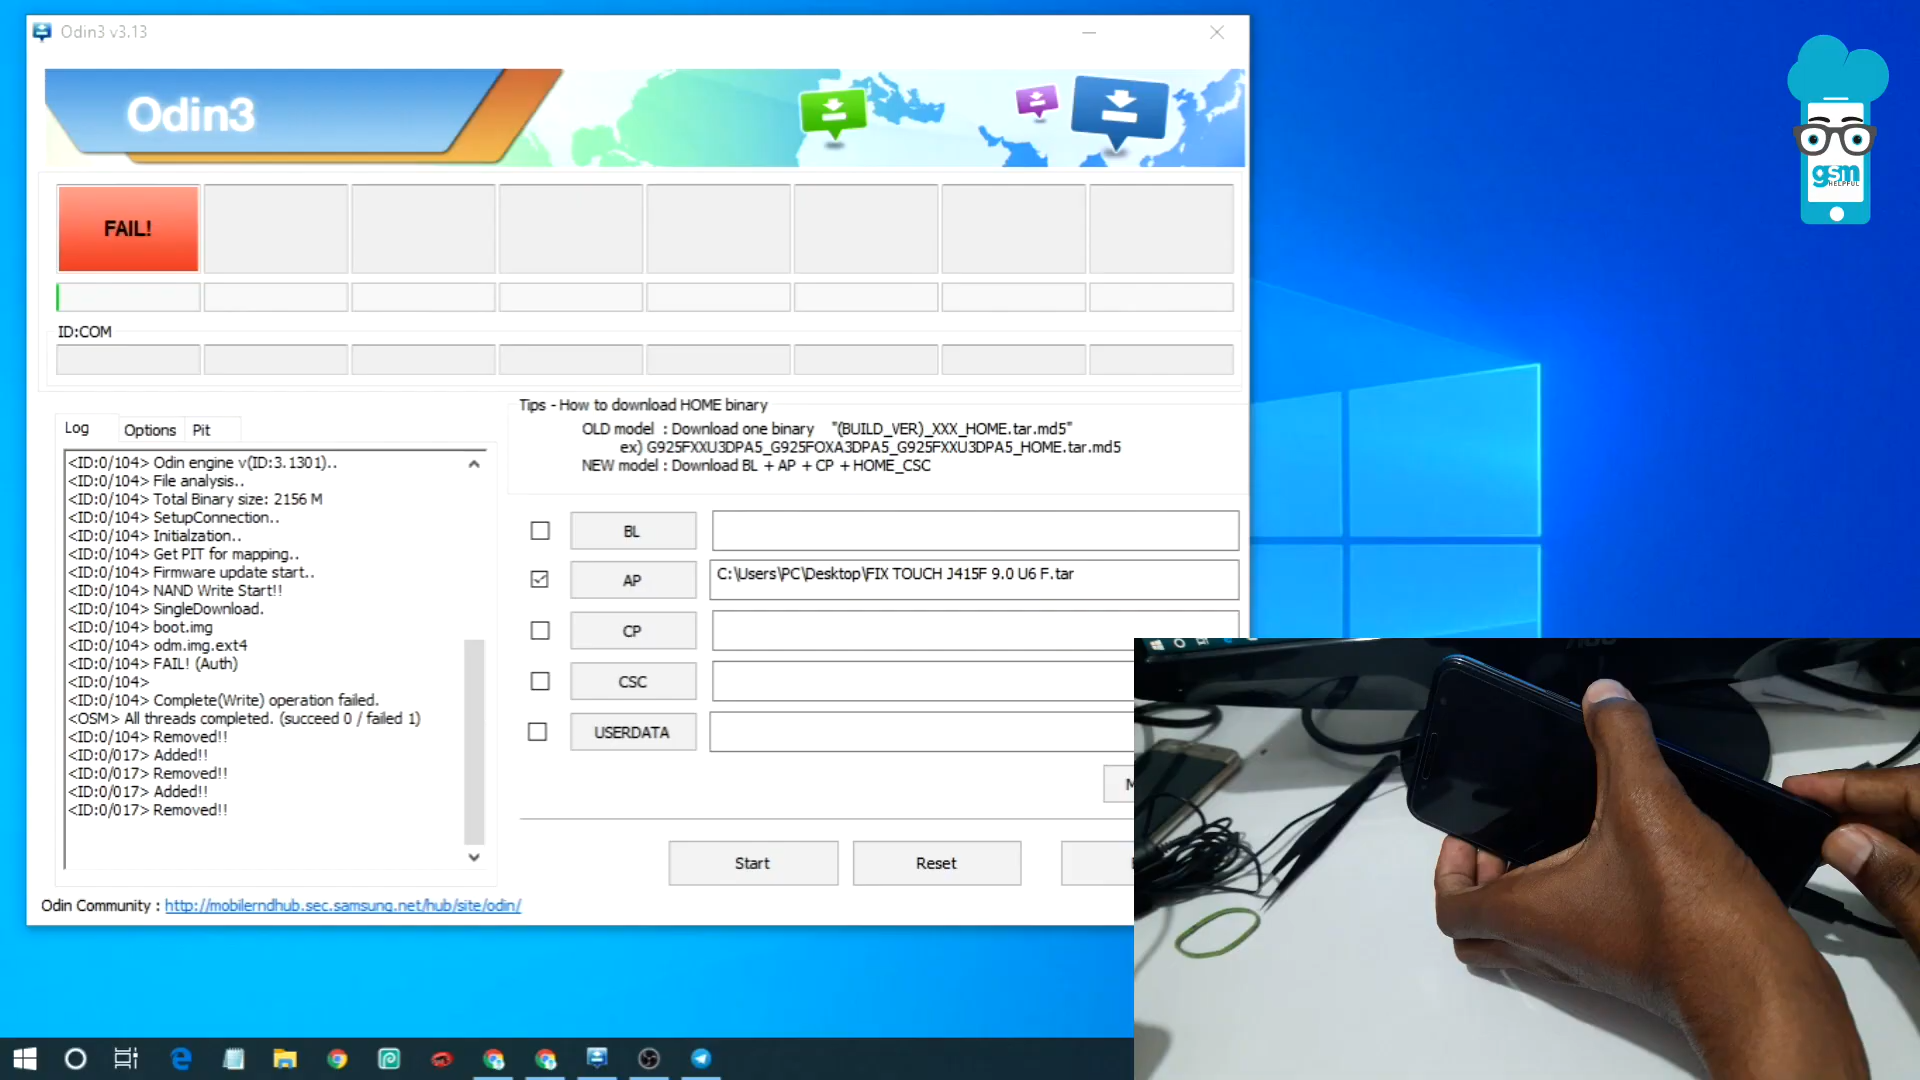 Odin3 v3.13
Odin3
FAIL!
ID:COM
Log
Options
Pit
<ID:0/104> Odin engine v(ID:3.1301)..
<ID:0/104> File analysis..
<ID:0/104> Total Binary size: 2156 M
<ID:0/104> SetupConnection..
<ID:0/104> Initialzation..
<ID:0/104> Get PIT for mapping..
<ID:0/104> Firmware update start..
<ID:0/104> NAND Write Start!!
<ID:0/104> SingleDownload.
<ID:0/104> boot.img
<ID:0/104> odm.img.ext4
<ID:0/104> FAIL! (Auth)
<ID:0/104>
<ID:0/104> Complete(Write) operation failed.
<OSM> All threads completed. (succeed 0 / failed 1)
<ID:0/104> Removed!!
<ID:0/017> Added!!
<ID:0/017> Removed!!
<ID:0/017> Added!!
<ID:0/017> Removed!!
Tips - How to download HOME binary
OLD model : Download one binary "(BUILD_VER)_XXX_HOME.tar.md5"
ex) G925FXXU3DPA5_G925FOXA3DPA5_G925FXXU3DPA5_HOME.tar.md5
NEW model : Download BL + AP + CP + HOME_CSC
BL
AP
C:\Users\PC\Desktop\FIX TOUCH J415F 9.0 U6 F.tar
CP
CSC
USERDATA
M
Start
Reset
Odin Community : http://mobilerndhub.sec.samsung.net/hub/site/odin/
gsm
HELPFUL